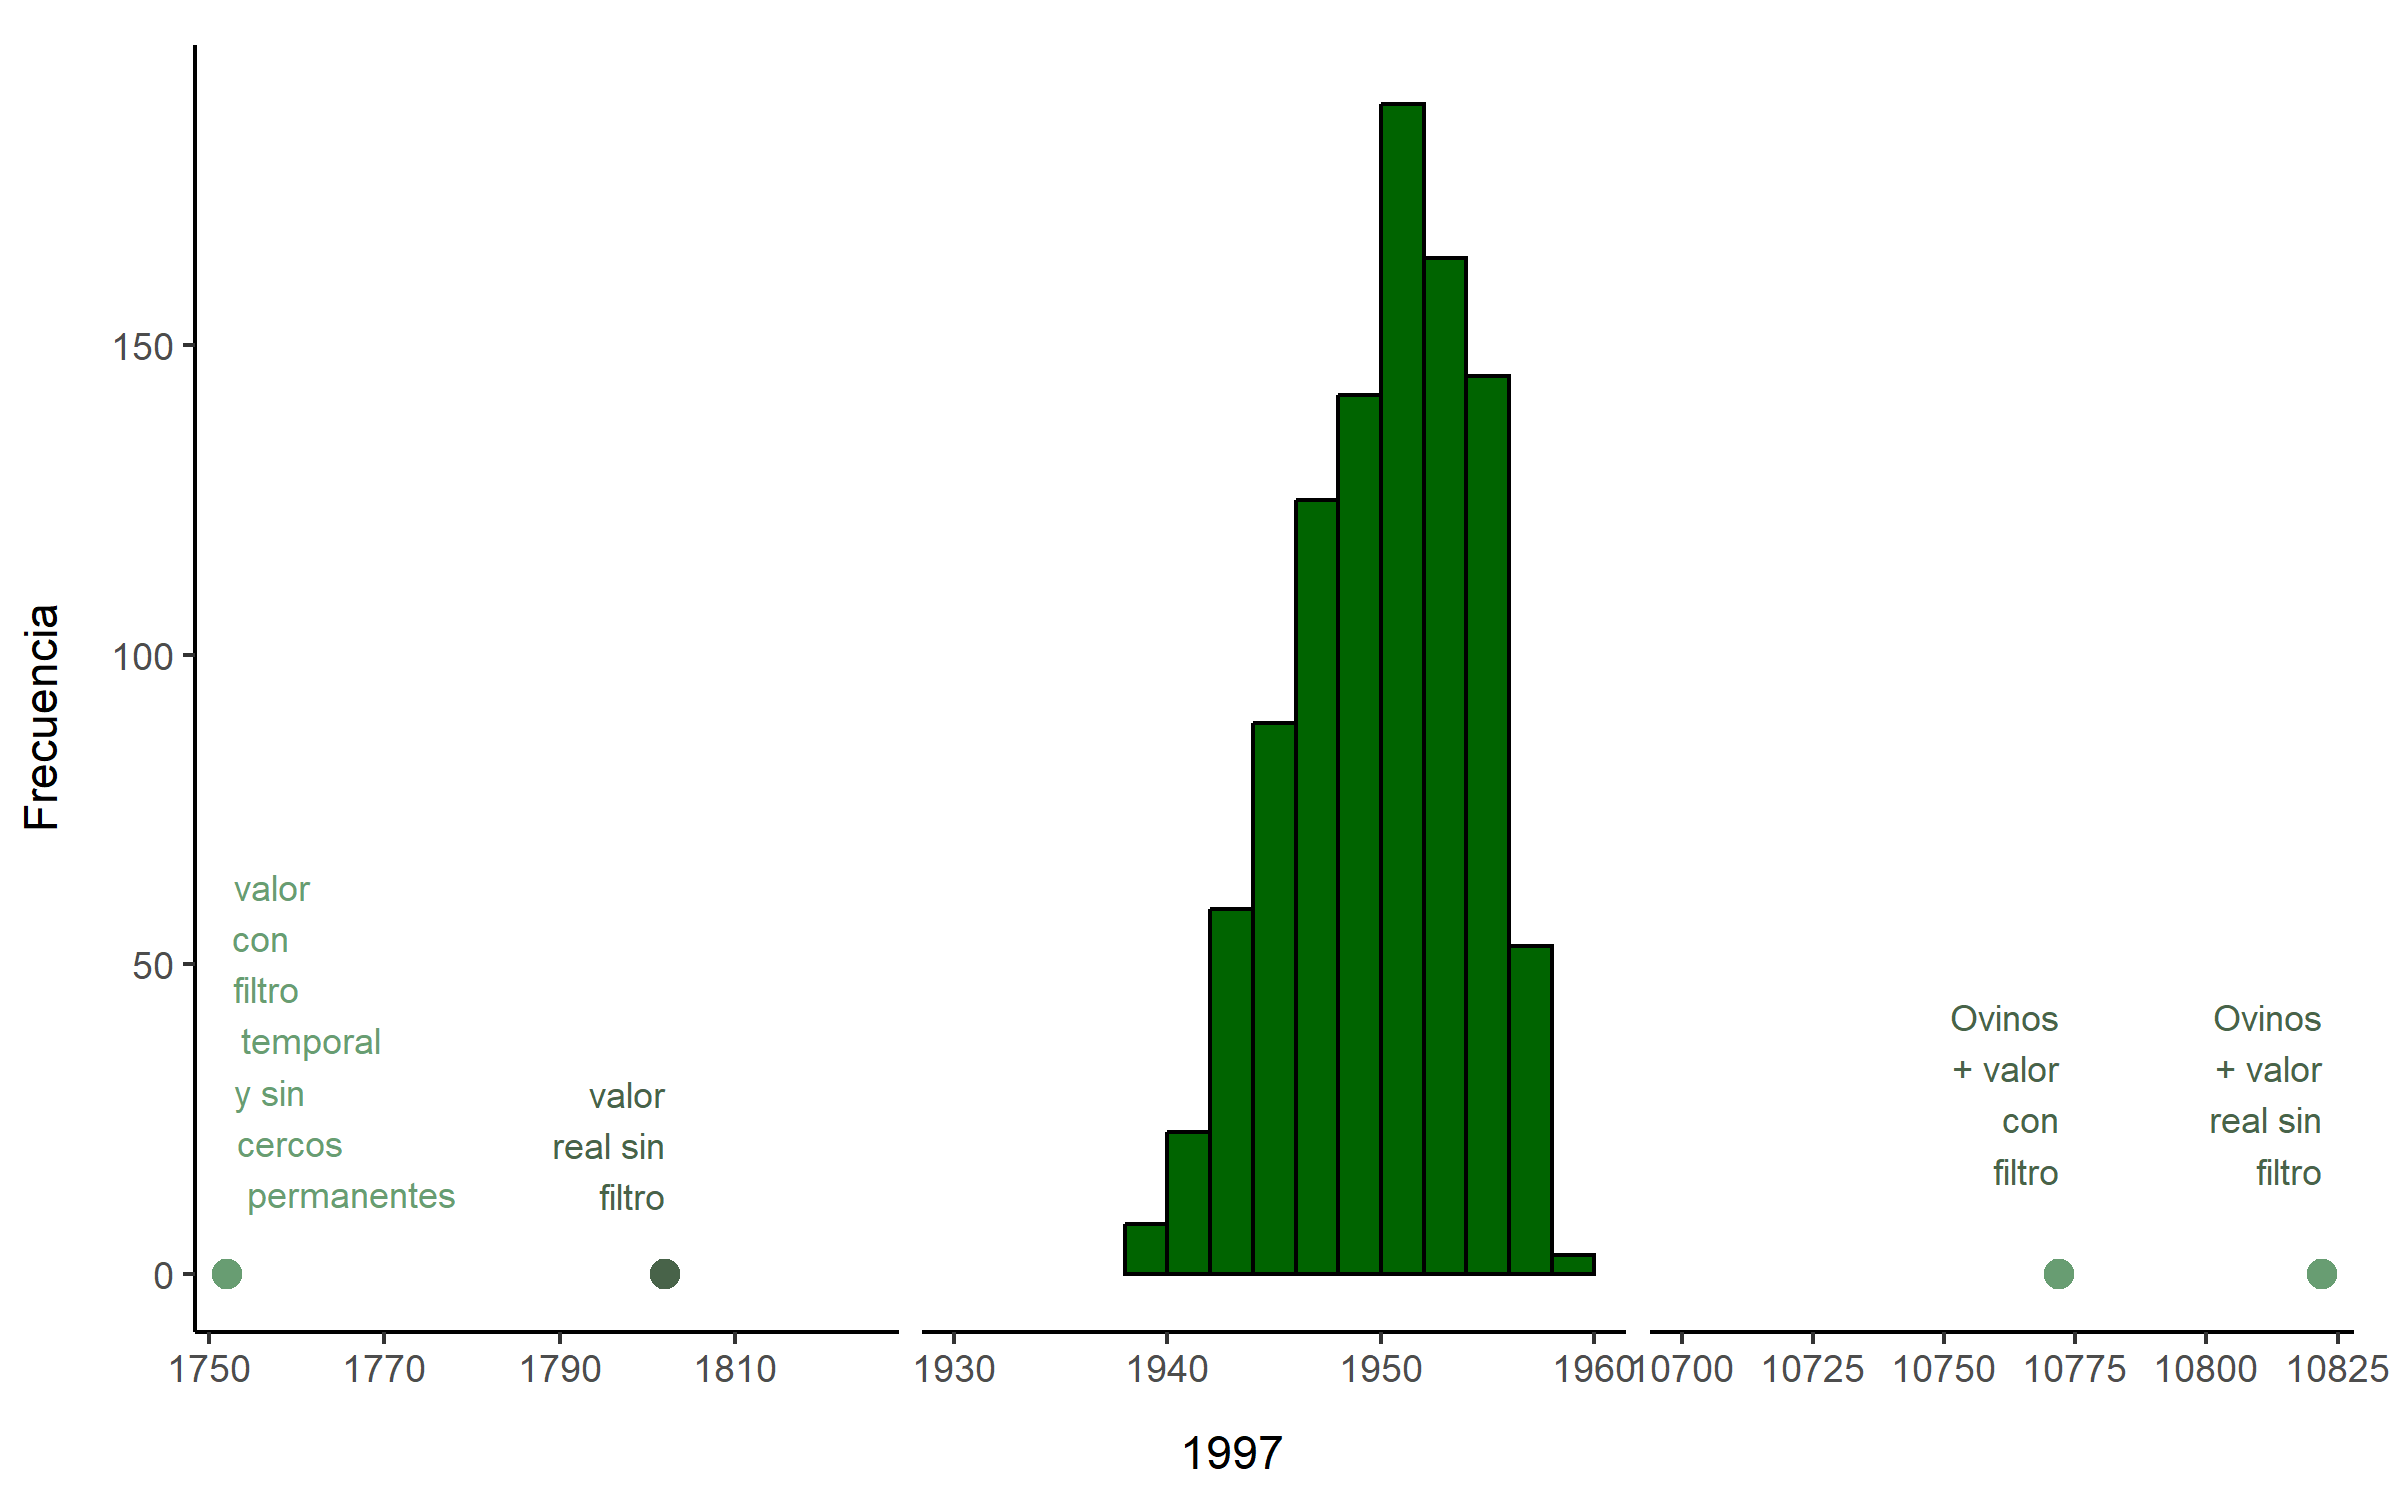 Frecuencia
150
100
50
0
valor
con
filtro
temporal
y sin
cercos
permanentes
valor
real sin
filtro
Ovinos
+ valor
con
filtro
Ovinos
+ valor
real sin
filtro
1750 1770 1790 1810 1930 1940 1950 1960 10700 10725 10750 10775 10800 10825
1997